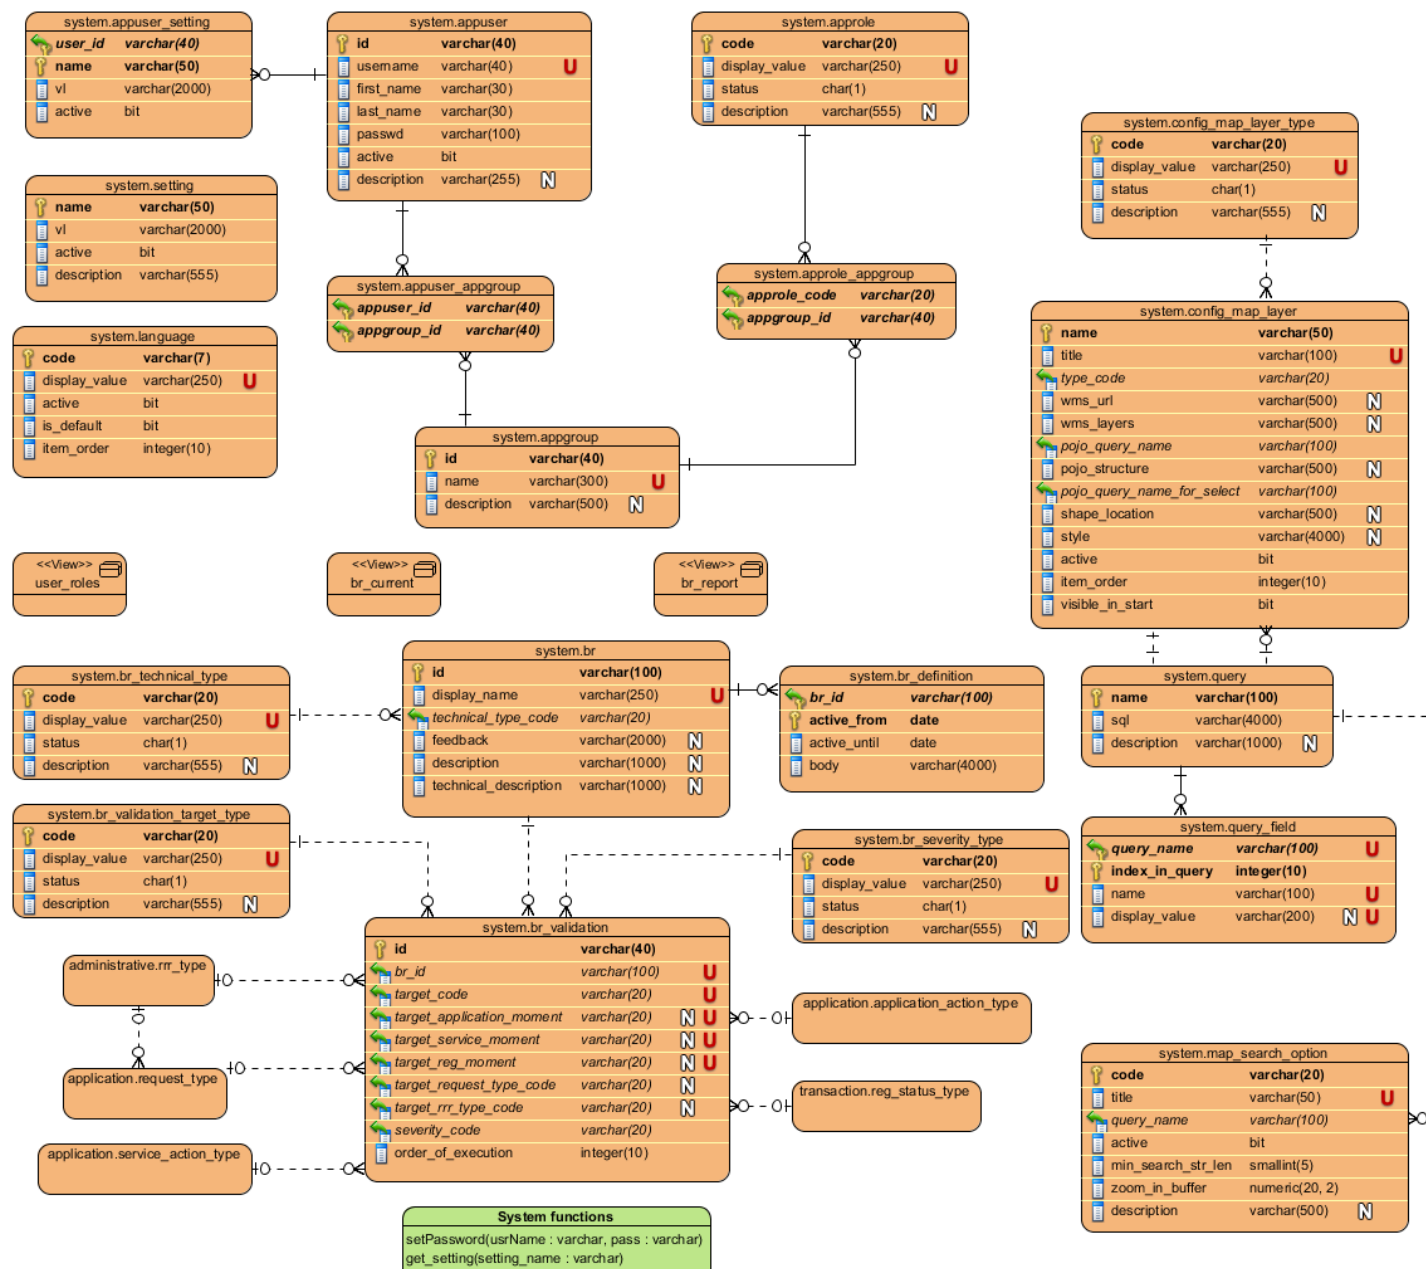 system.appuser_setting
user_id varchar(40)
name varchar(50)
vl varchar(2000)
active bit
system.appuser
id varchar(40)
username varchar(40) U
first_name varchar(30)
last_name varchar(30)
passwd varchar(100)
active bit
description varchar(255) N
system.approle
code varchar(20)
display_value varchar(250) U
status char(1)
description varchar(555) N
system.config_map_layer_type
code varchar(20)
display_value varchar(250) U
status char(1)
description varchar(555) N
system.setting
name varchar(50)
vl varchar(2000)
active bit
description varchar(555)
system.appuser_appgroup
appuser_id varchar(40)
appgroup_id varchar(40)
system.approle_appgroup
approle_code varchar(20)
appgroup_id varchar(40)
system.config_map_layer
name varchar(50)
title varchar(100) U
type_code varchar(20)
wms_url varchar(500) N
wms_layers varchar(500) N
pojo_query_name varchar(100)
pojo_structure varchar(500) N
pojo_query_name_for_select varchar(100)
shape_location varchar(500) N
style varchar(4000) N
active bit
item_order integer(10)
visible_in_start bit
system.language
code varchar(7)
display_value varchar(250) U
active bit
is_default bit
item_order integer(10)
system.appgroup
id varchar(40)
name varchar(300) U
description varchar(500) N
<<View>>
user_roles
<<View>>
br_current
<<View>>
br_report
system.br_technical_type
code varchar(20)
display_value varchar(250) U
status char(1)
description varchar(555) N
system.br
id varchar(100)
display_name varchar(250) U
technical_type_code varchar(20)
feedback varchar(2000) N
description varchar(1000) N
technical_description varchar(1000) N
system.br_definition
br_id varchar(100)
active_from date
active_until date
body varchar(4000)
system.query
name varchar(100)
sql varchar(4000)
description varchar(1000) N
system.br_validation_target_type
code varchar(20)
display_value varchar(250) U
status char(1)
description varchar(555) N
system.br_severity_type
code varchar(20)
display_value varchar(250) U
status char(1)
description varchar(555) N
system.query_field
query_name varchar(100) U
index_in_query integer(10)
name varchar(100) U
display_value varchar(200) N U
system.br_validation
id varchar(40)
br_id varchar(100) U
target_code varchar(20) U
target_application_moment varchar(20) N U
target_service_moment varchar(20) N U
target_reg_moment varchar(20) N U
target_request_type_code varchar(20) N
target_rrr_type_code varchar(20) N
severity_code varchar(20)
order_of_execution integer(10)
administrative.rrr_type
application.request_type
application.service_action_type
application.application_action_type
transaction.reg_status_type
system.map_search_option
code varchar(20)
title varchar(50) U
query_name varchar(100)
active bit
min_search_str_len smallint(5)
zoom_in_buffer numeric(20, 2)
description varchar(500) N
System functions
setPassword(usrName : varchar, pass : varchar)
get_setting(setting_name : varchar)